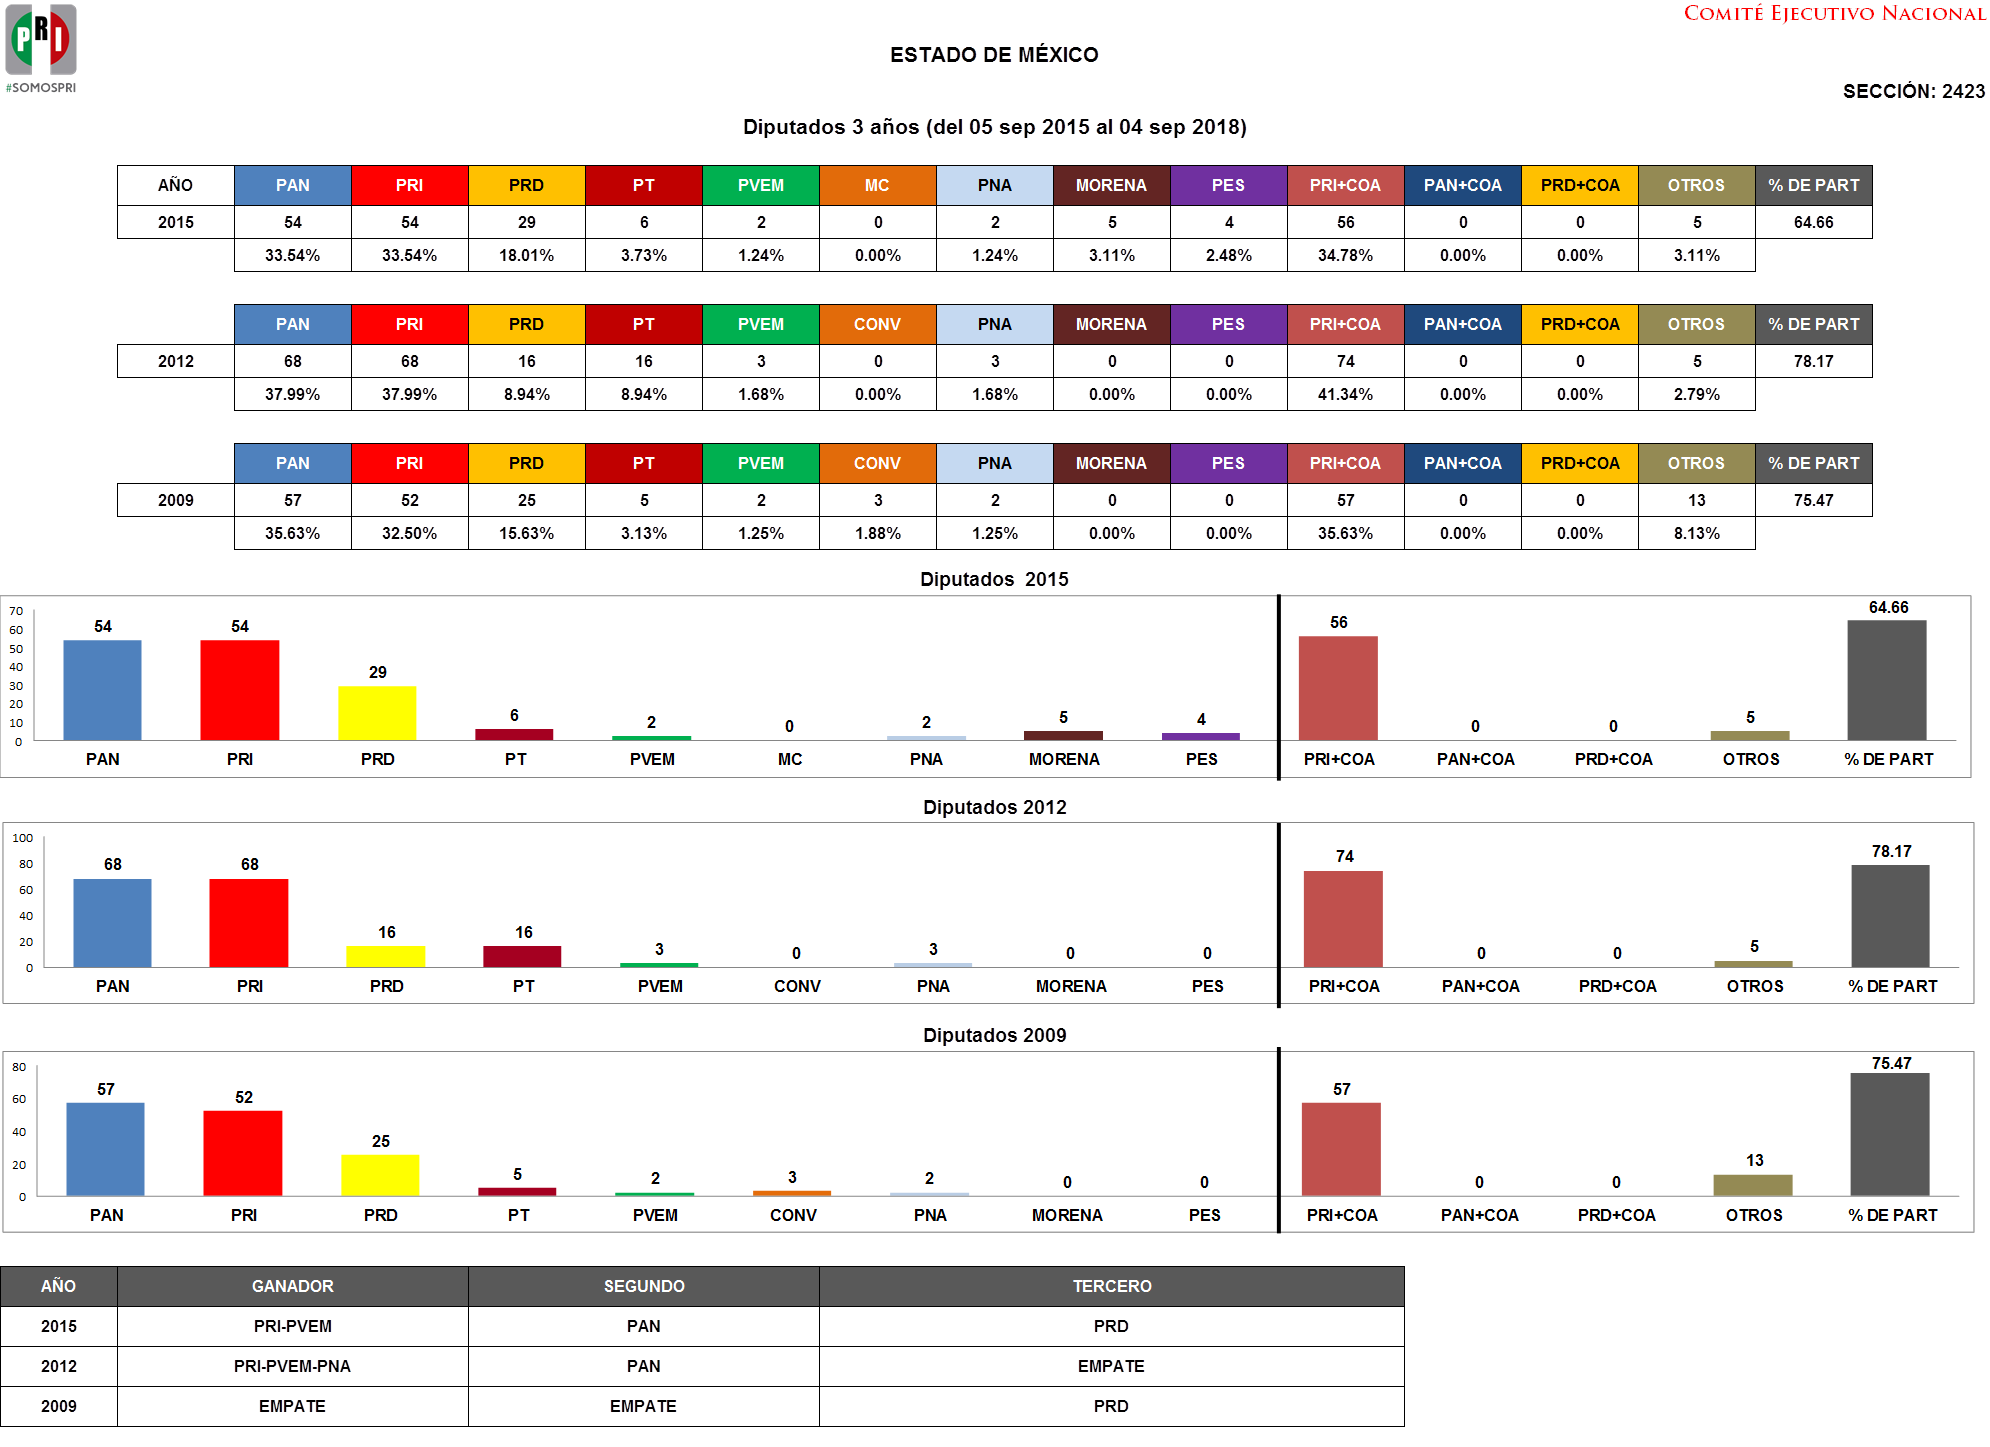 PRI
#SOMOSPRI
COMITÉ EJECUTIVO NACIONAL
ESTADO DE MÉXICO
SECCIÓN: 2423
Diputados 3 años (del 05 sep 2015 al 04 sep 2018)
AÑO PAN PRI PRD PT PVEM MC PNA MORENA PES PRI+COA PAN+COA PRD+COA OTROS % DE PART
2015 54 54 29 6 2 0 2 5 4 56 0 0 5 64.66
33.54% 33.54% 18.01% 3.73% 1.24% 0.00% 1.24% 3.11% 2.48% 34.78% 0.00% 0.00% 3.11%
PAN PRI PRD PT PVEM CONV PNA MORENA PES PRI+COA PAN+COA PRD+COA OTROS % DE PART
2012 68 68 16 16 3 0 3 0 0 74 0 0 5 78.17
37.99% 37.99% 8.94% 8.94% 1.68% 0.00% 1.68% 0.00% 0.00% 41.34% 0.00% 0.00% 2.79%
PAN PRI PRD PT PVEM CONV PNA MORENA PES PRI+COA PAN+COA PRD+COA OTROS % DE PART
2009 57 52 25 5 2 3 2 0 0 57 0 0 13 75.47
35.63% 32.50% 15.63% 3.13% 1.25% 1.88% 1.25% 0.00% 0.00% 35.63% 0.00% 0.00% 8.13%
Diputados  2015
70
60
50
40
30
20
10
0
54 54 29 6 2 0 2 5 4 56 0 0 5 64.66
PAN PRI PRD PT PVEM MC PNA MORENA PES PRI+COA PAN+COA PRD+COA OTROS % DE PART
Diputados 2012
100
80
60
40
20
0
68 68 16 16 3 0 3 0 0 74 0 0 5 78.17
PAN PRI PRD PT PVEM CONV PNA MORENA PES PRI+COA PAN+COA PRD+COA OTROS % DE PART
Diputados 2009
80
60
40
20
0
57 52 25 5 2 3 2 0 0 57 0 0 13 75.47
PAN PRI PRD PT PVEM CONV PNA MORENA PES PRI+COA PAN+COA PRD+COA OTROS % DE PART
AÑO GANADOR SEGUNDO TERCERO
2015 PRI-PVEM PAN PRD
2012 PRI-PVEM-PNA PAN EMPATE
2009 EMPATE EMPATE PRD